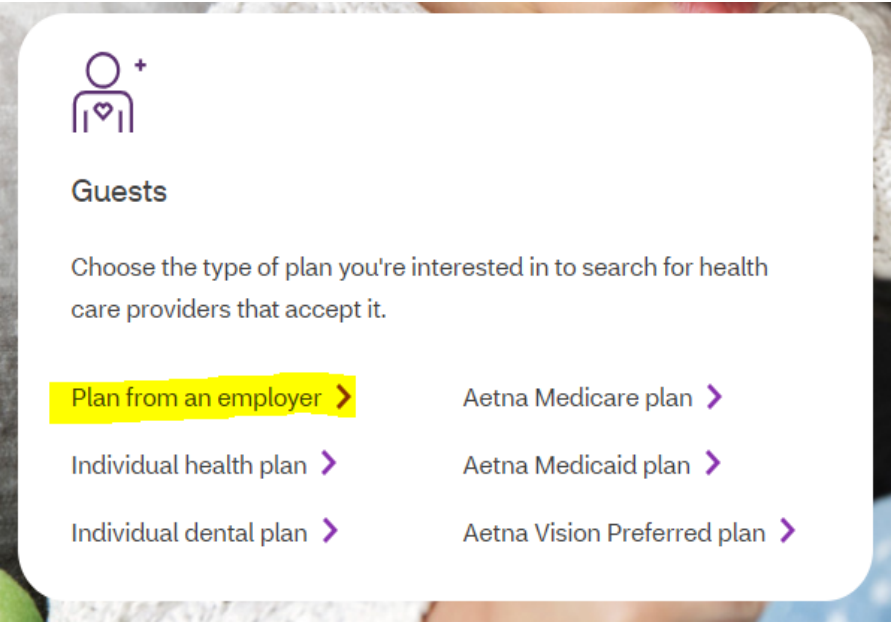 Guests
Choose the type of plan you're interested in to search for health
care providers that accept it.
Plan from an employer
Aetna Medicare plan
Individual health plan
Aetna Medicaid plan
Individual dental plan
Aetna Vision Preferred plan